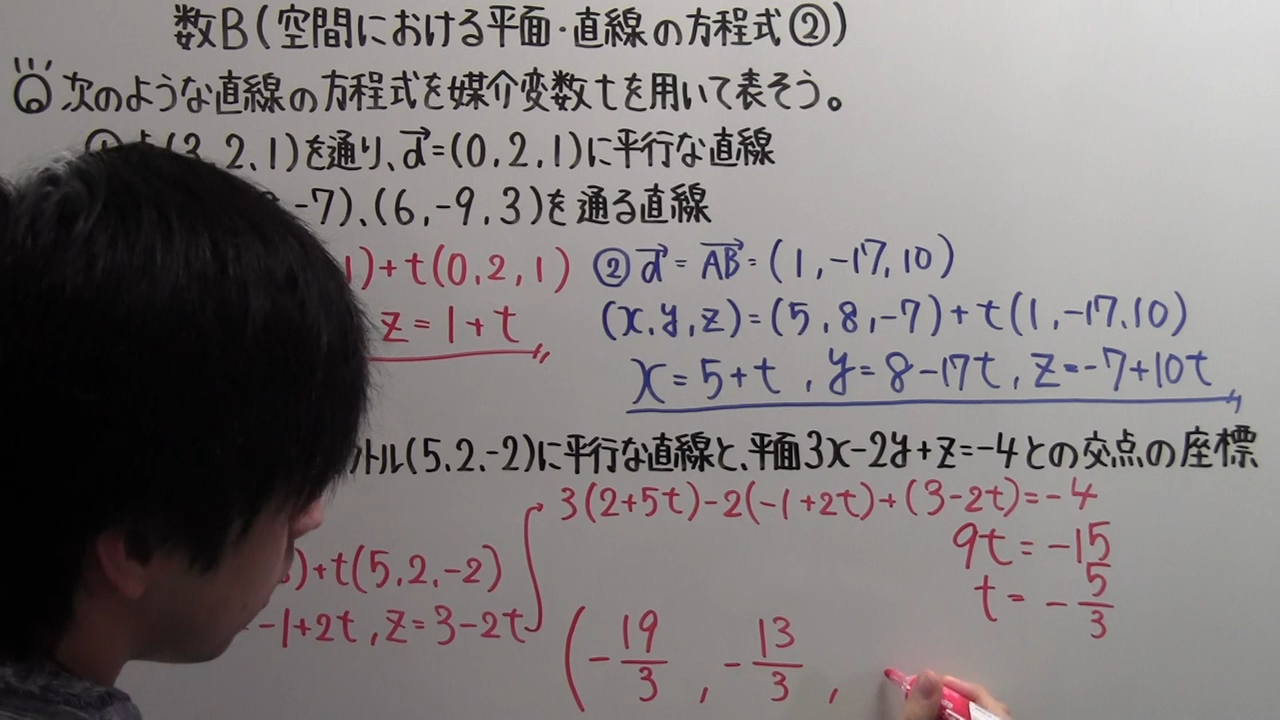 数B(空間における平面・直線の方程式②)
次のような直線の方程式を媒介変数tを用いて表そう。
(3,2,1)を通り、d→=(0,2,1)に平行な直線
-7)、(6,-9,3)を通る直線
1)+t(0,2,1)
z=1+t
②d→=AB→=(1,-17,10)
(x,y,z)=(5,8,-7)+t(1,-17,10)
x=5+t,y=8-17t,z=-7+10t
トル(5,2,-2)に平行な直線と、平面3x-2y+z=-4との交点の座標
)+t(5,2,-2)
-1+2t,z=3-2t
3(2+5t)-2(-1+2t)+(3-2t)=-4
9t=-15
t=-5/3
(-19/3,-13/3,